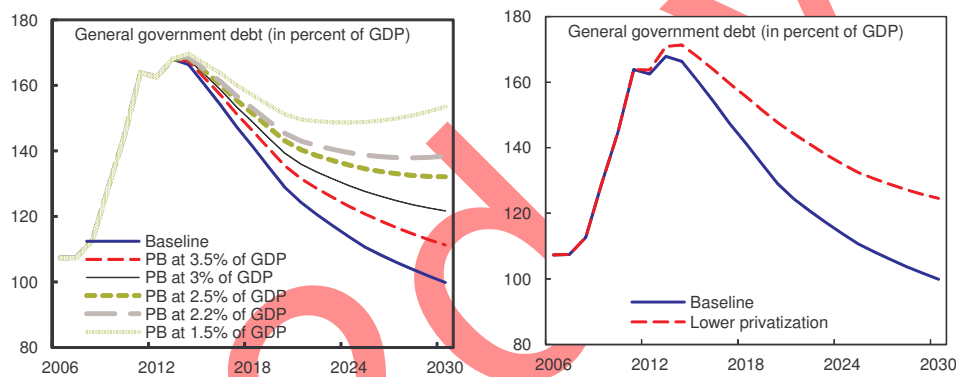 General government debt (in percent of GDP)
180
160
140
120
100
80
2006
2012
2018
2024
2030
Baseline
PB at 3.5% of GDP
PB at 3% of GDP
PB at 2.5% of GDP
PB at 2.2% of GDP
PB at 1.5% of GDP
General government debt (in percent of GDP)
180
160
140
120
100
80
2006
2012
2018
2024
2030
Baseline
Lower privatization